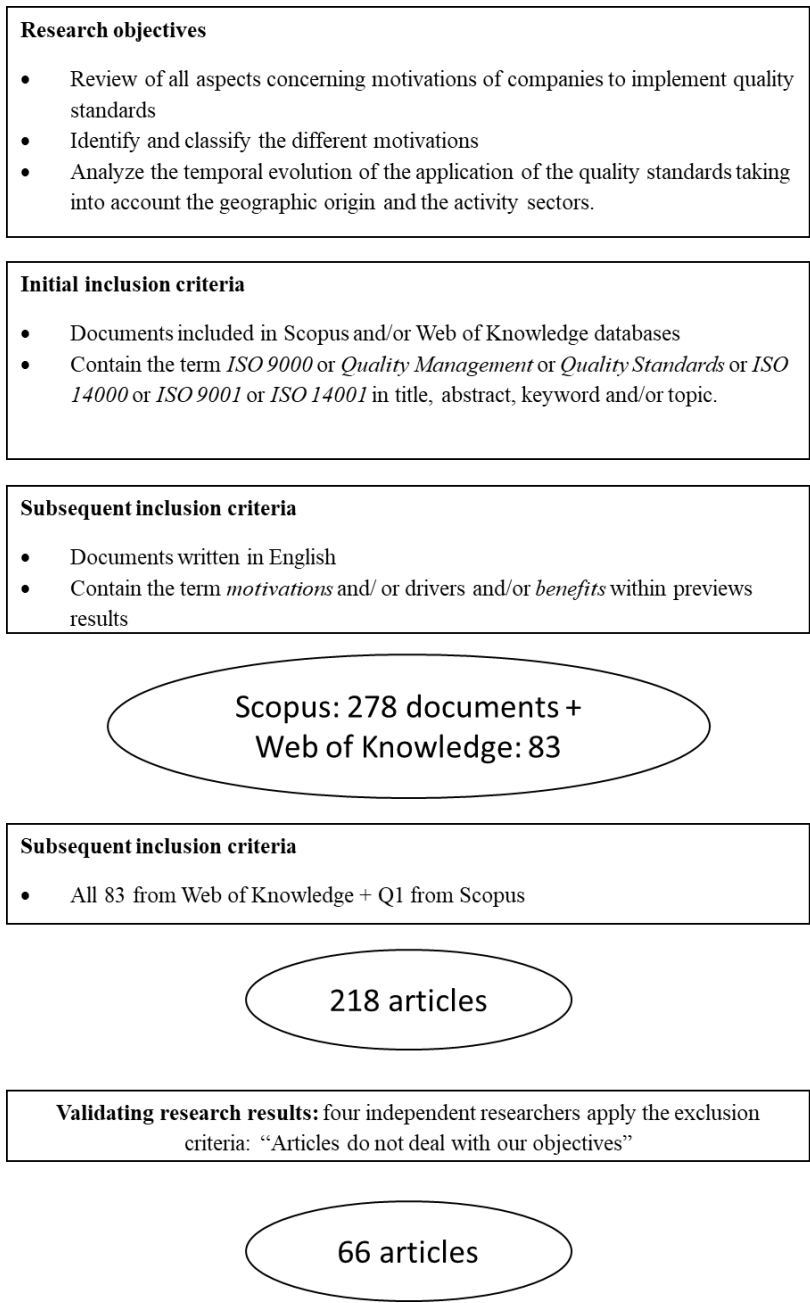 Research objectives
• Review of all aspects concerning motivations of companies to implement quality
standards
• Identify and classify the different motivations
• Analyze the temporal evolution of the application of the quality standards taking
into account the geographic origin and the activity sectors.
Initial inclusion criteria
• Documents included in Scopus and/or Web of Knowledge databases
• Contain the term ISO 9000 or Quality Management or Quality Standards or ISO
14000 or ISO 9001 or ISO 14001 in title, abstract, keyword and/or topic.
Subsequent inclusion criteria
• Documents written in English
• Contain the term motivations and/ or drivers and/or benefits within previews
results
Scopus: 278 documents +
Web of Knowledge: 83
Subsequent inclusion criteria
• All 83 from Web of Knowledge + Q1 from Scopus
218 articles
Validating research results: four independent researchers apply the exclusion
criteria: “Articles do not deal with our objectives”
66 articles